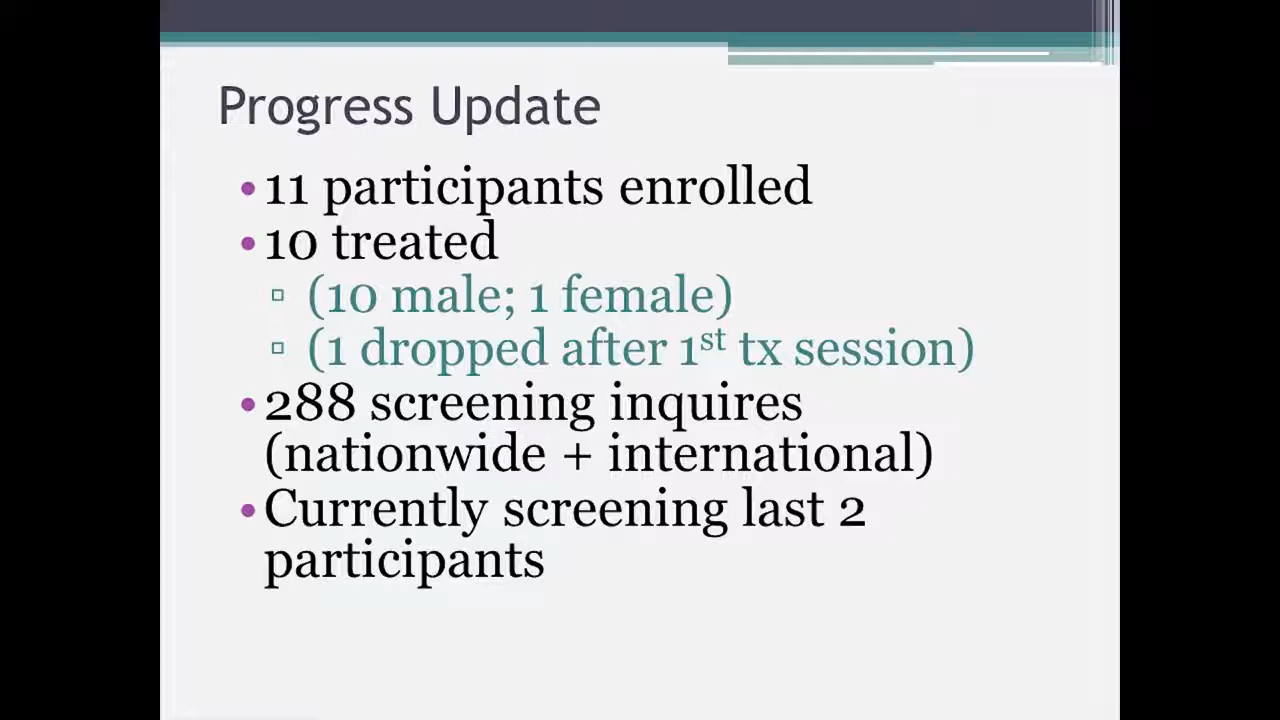 Progress Update
•11 participants enrolled
•10 treated
▫ (10 male; 1 female)
▫ (1 dropped after 1st tx session)
•288 screening inquires
(nationwide + international)
•Currently screening last 2
participants